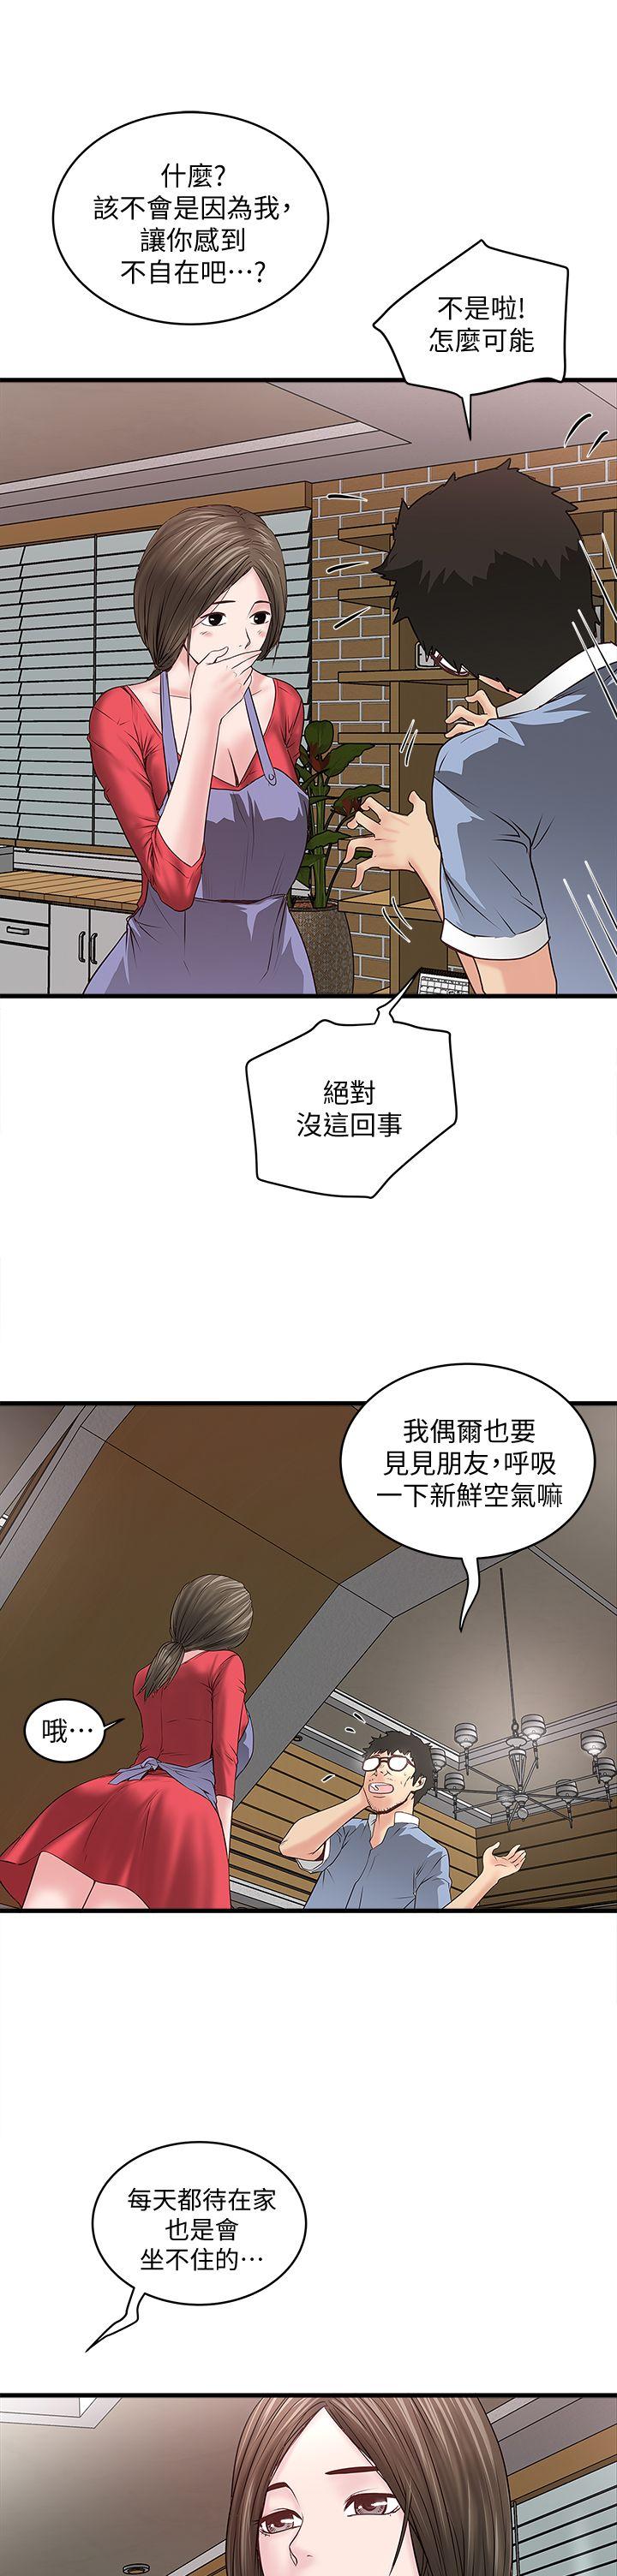 什麼?
該不會是因為我,
讓你感到
不自在吧⋯?
不是啦!
怎麼可能
絕對
沒這回事
我偶爾也要
見見朋友,呼吸
一下新鮮空氣嘛
哦⋯
每天都待在家
也是會
坐不住的⋯